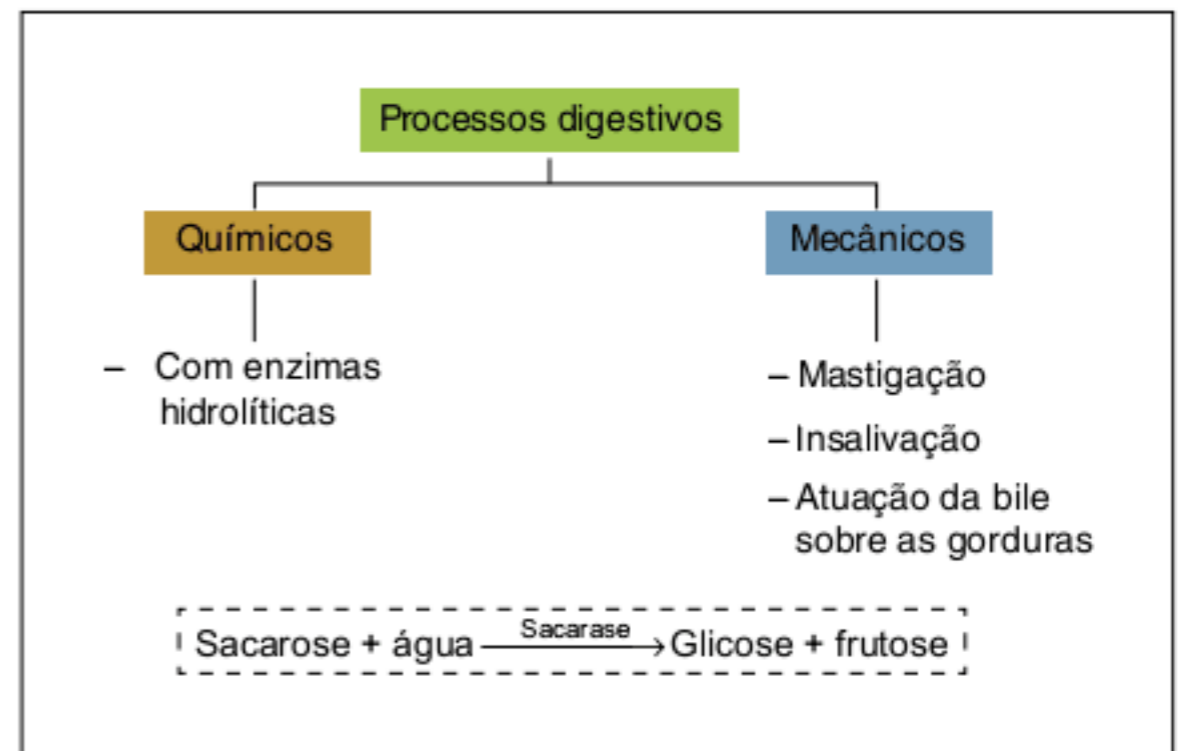 Processos digestivos
Químicos
Mecânicos
– Com enzimas
hidrolíticas
– Mastigação
– Insalivação
– Atuação da bile
sobre as gorduras
Sacarose + água Sacarase → Glicose + frutose